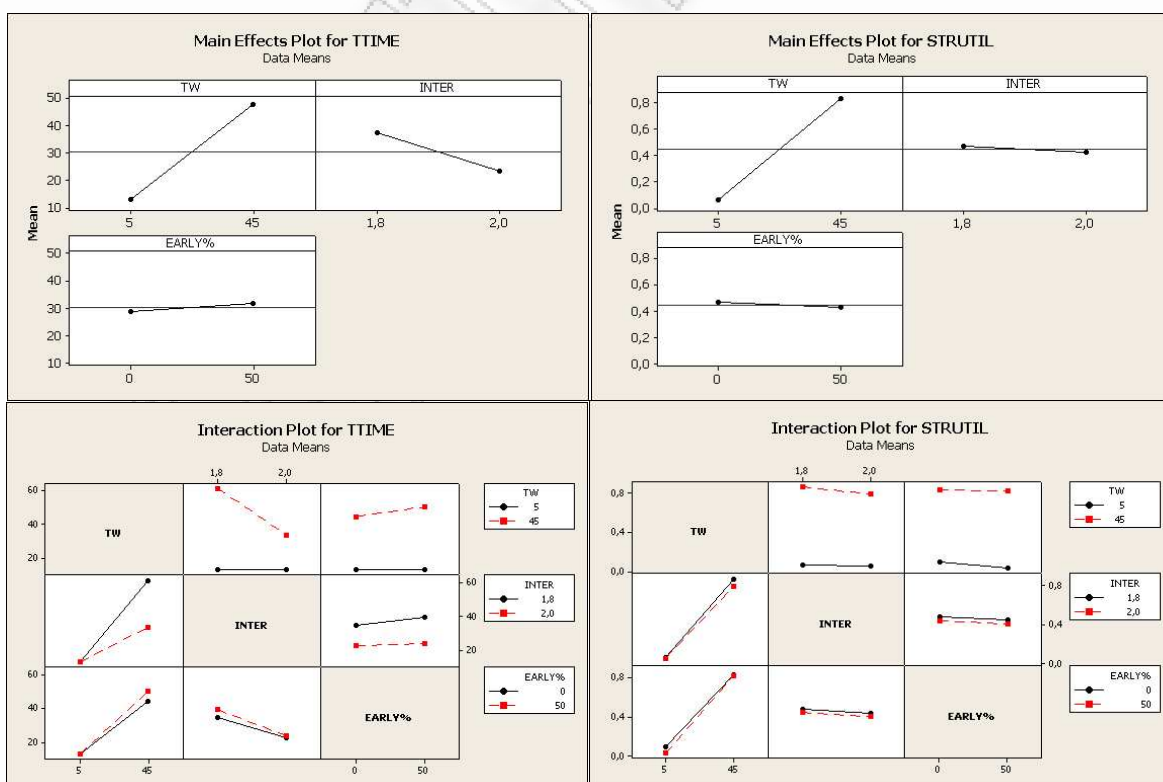 Main Effects Plot for TTIME
Data Means
TW INTER
50
40
30
20
10
5 45 1,8 2,0
EARLY%
50
40
30
20
10
0 50
Mean
Main Effects Plot for STRUTIL
Data Means
TW INTER
0,8
0,6
0,4
0,2
0,0
5 45 1,8 2,0
EARLY%
0,8
0,6
0,4
0,2
0,0
0 50
Mean
Interaction Plot for TTIME
Data Means
1,8 2,0
60
40
20
TW
TW
5
45
INTER
60
40
20
INTER
1,8
2,0
60
40
20
EARLY%
EARLY%
0
50
5 45 0 50
Interaction Plot for STRUTIL
Data Means
1,8 2,0
0,8
0,4
0,0
TW
TW
5
45
INTER
0,8
0,4
0,0
INTER
1,8
2,0
0,8
0,4
0,0
EARLY%
EARLY%
0
50
5 45 0 50